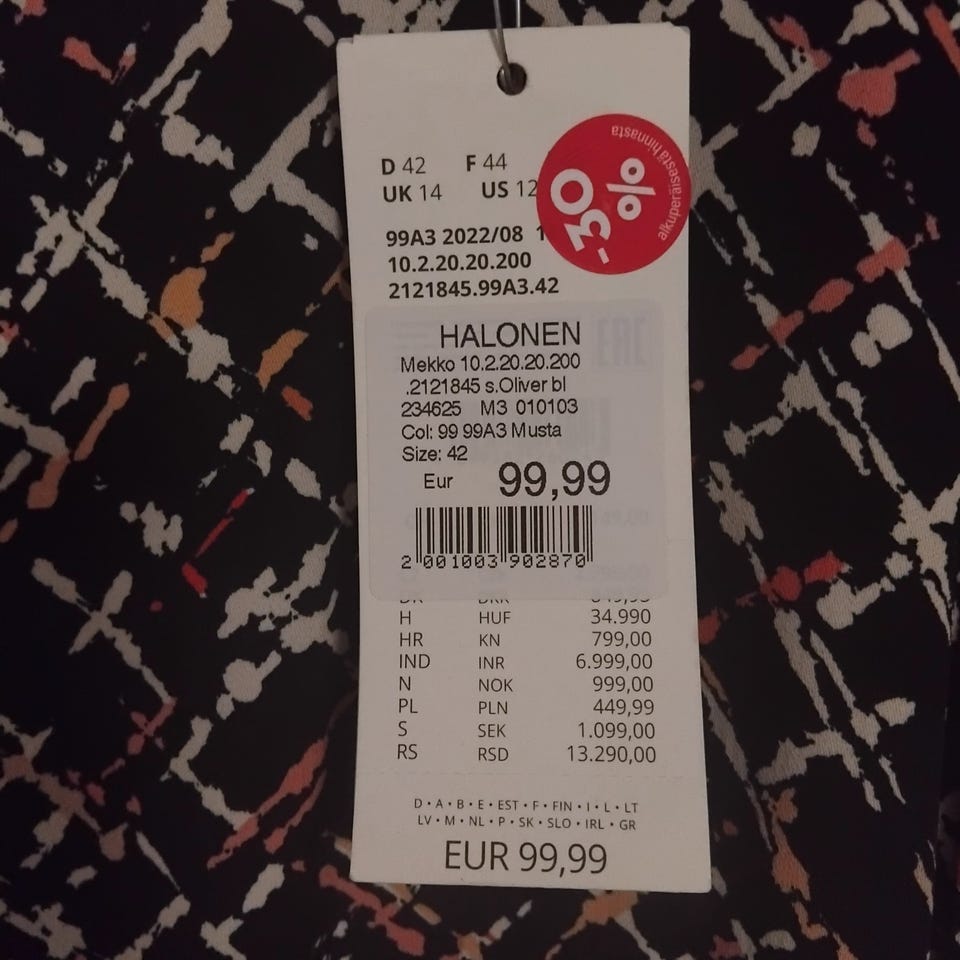 D 42 F 44
UK 14 US 12
-30
%
alkuperäisestä hinnasta
99A3 2022/08 1
10.2.20.20.200
2121845.99A3.42
HALONEN
Mekko 10.2.20.20.200
.2121845 s.Oliver bl
234625 M3 010103
Col: 99 99A3 Musta
Size: 42
Eur 99,99
2 001003 902870
H HUF 34.990
HR KN 799,00
IND INR 6.999,00
N NOK 999,00
PL PLN 449,99
S SEK 1.099,00
RS RSD 13.290,00
D • A • B • E • EST • F • FIN • I • L • LT
LV • M • NL • P • SK • SLO • IRL • GR
EUR 99,99